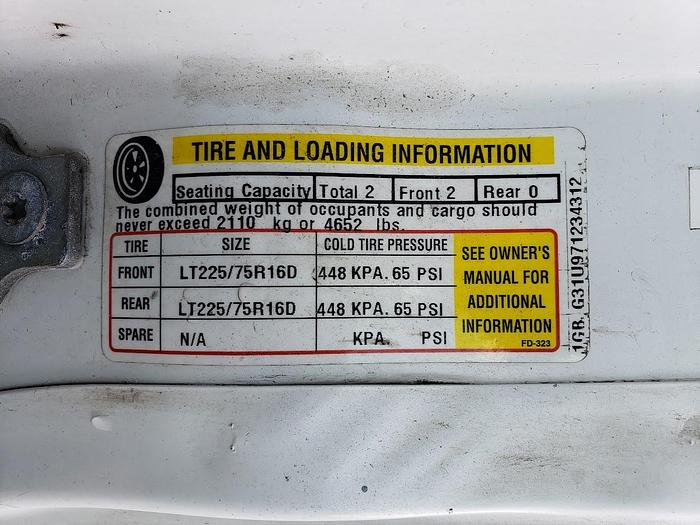 TIRE AND LOADING INFORMATION
Seating Capacity Total 2 Front 2 Rear 0
The combined weight of occupants and cargo should
never exceed 2110 kg or 4652 lbs.
TIRE SIZE COLD TIRE PRESSURE
FRONT LT225/75R16D 448 KPA. 65 PSI
REAR LT225/75R16D 448 KPA. 65 PSI
SPARE N/A KPA. PSI
SEE OWNER'S
MANUAL FOR
ADDITIONAL
INFORMATION
FD-323
1GB. G31U971234312